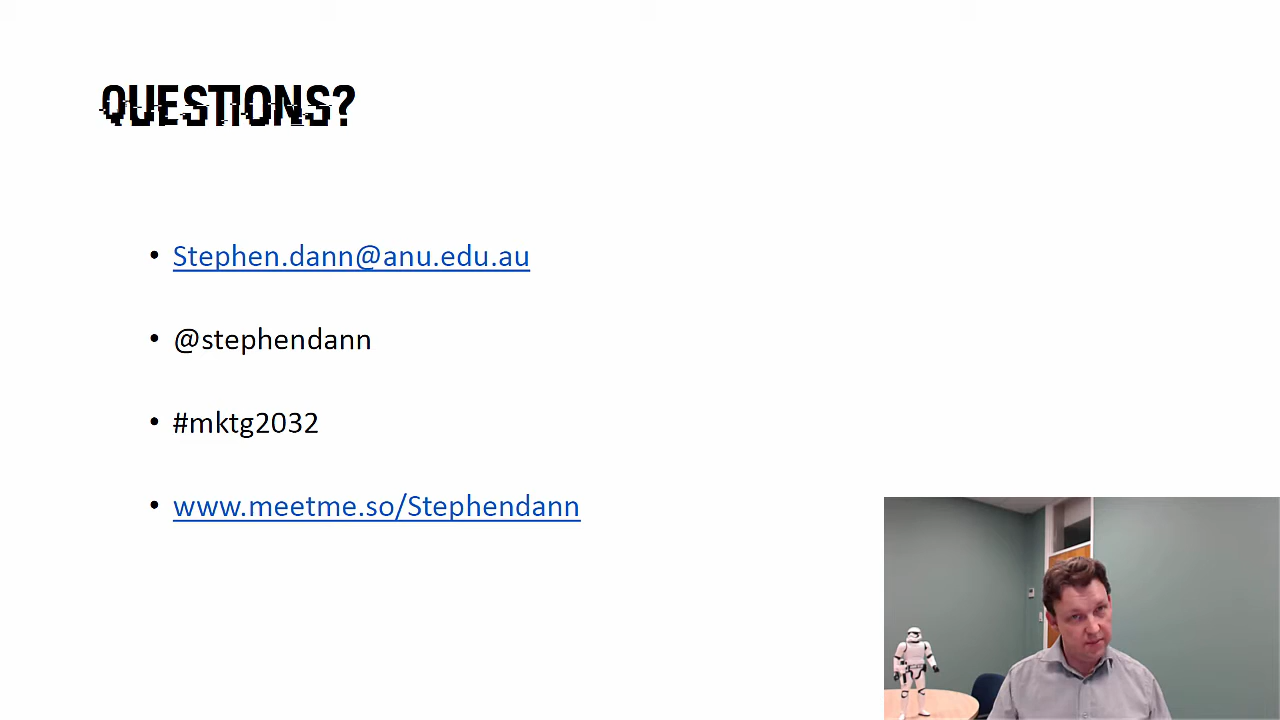 QUESTIONS?
• Stephen.dann@anu.edu.au
• @stephendann
• #mktg2032
• www.meetme.so/Stephendann